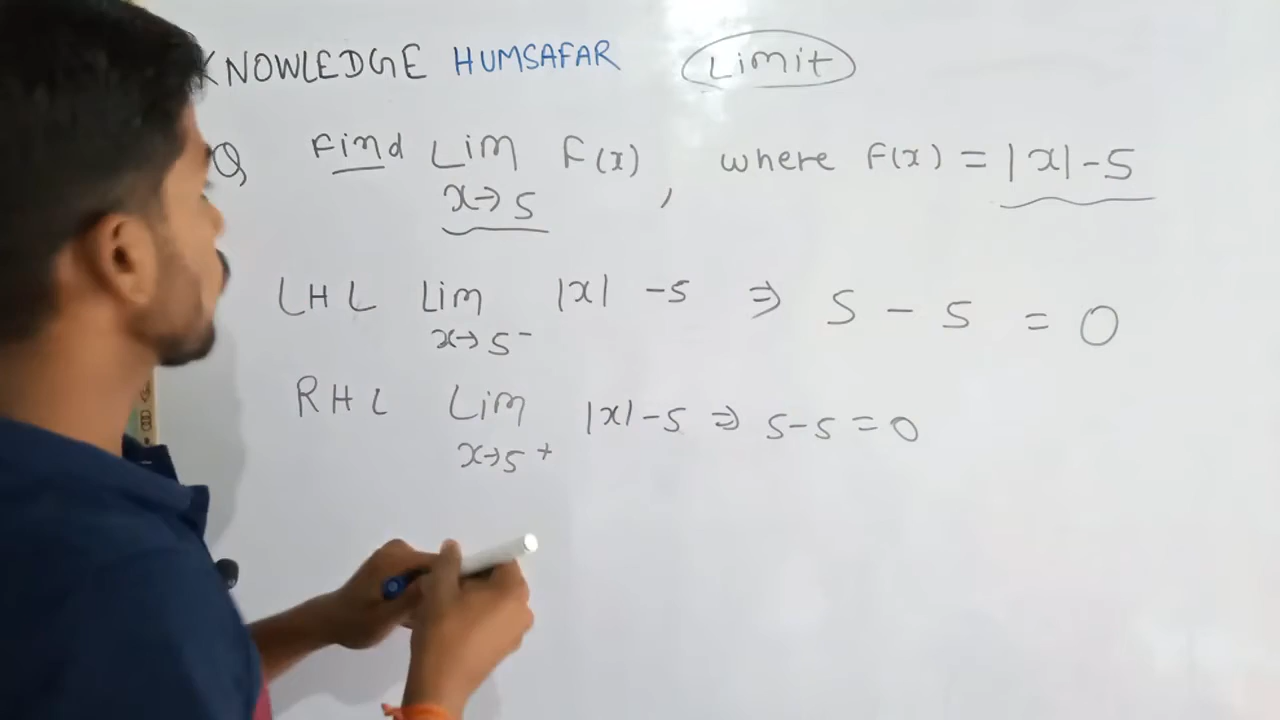 KNOWLEDGE HUMSAFAR Limit
Q Find Lim F(x), where F(x) = |x| - 5
x→5
LHL Lim |x| -5 ⇒ 5 - 5 = 0
x→5⁻
RHL Lim |x| -5 ⇒ 5-5 = 0
x→5⁺